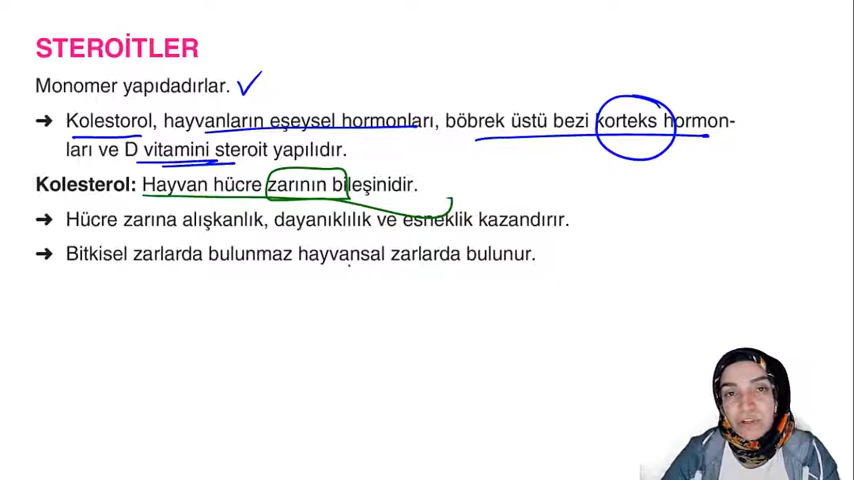 STEROİTLER
Monomer yapıdadırlar.
➔ Kolestorol, hayvanların eşeysel hormonları, böbrek üstü bezi korteks hormon-
ları ve D vitamini steroit yapılıdır.
Kolesterol: Hayvan hücre zarının bileşinidir.
➔ Hücre zarına alışkanlık, dayanıklılık ve esneklik kazandırır.
➔ Bitkisel zarlarda bulunmaz hayvansal zarlarda bulunur.